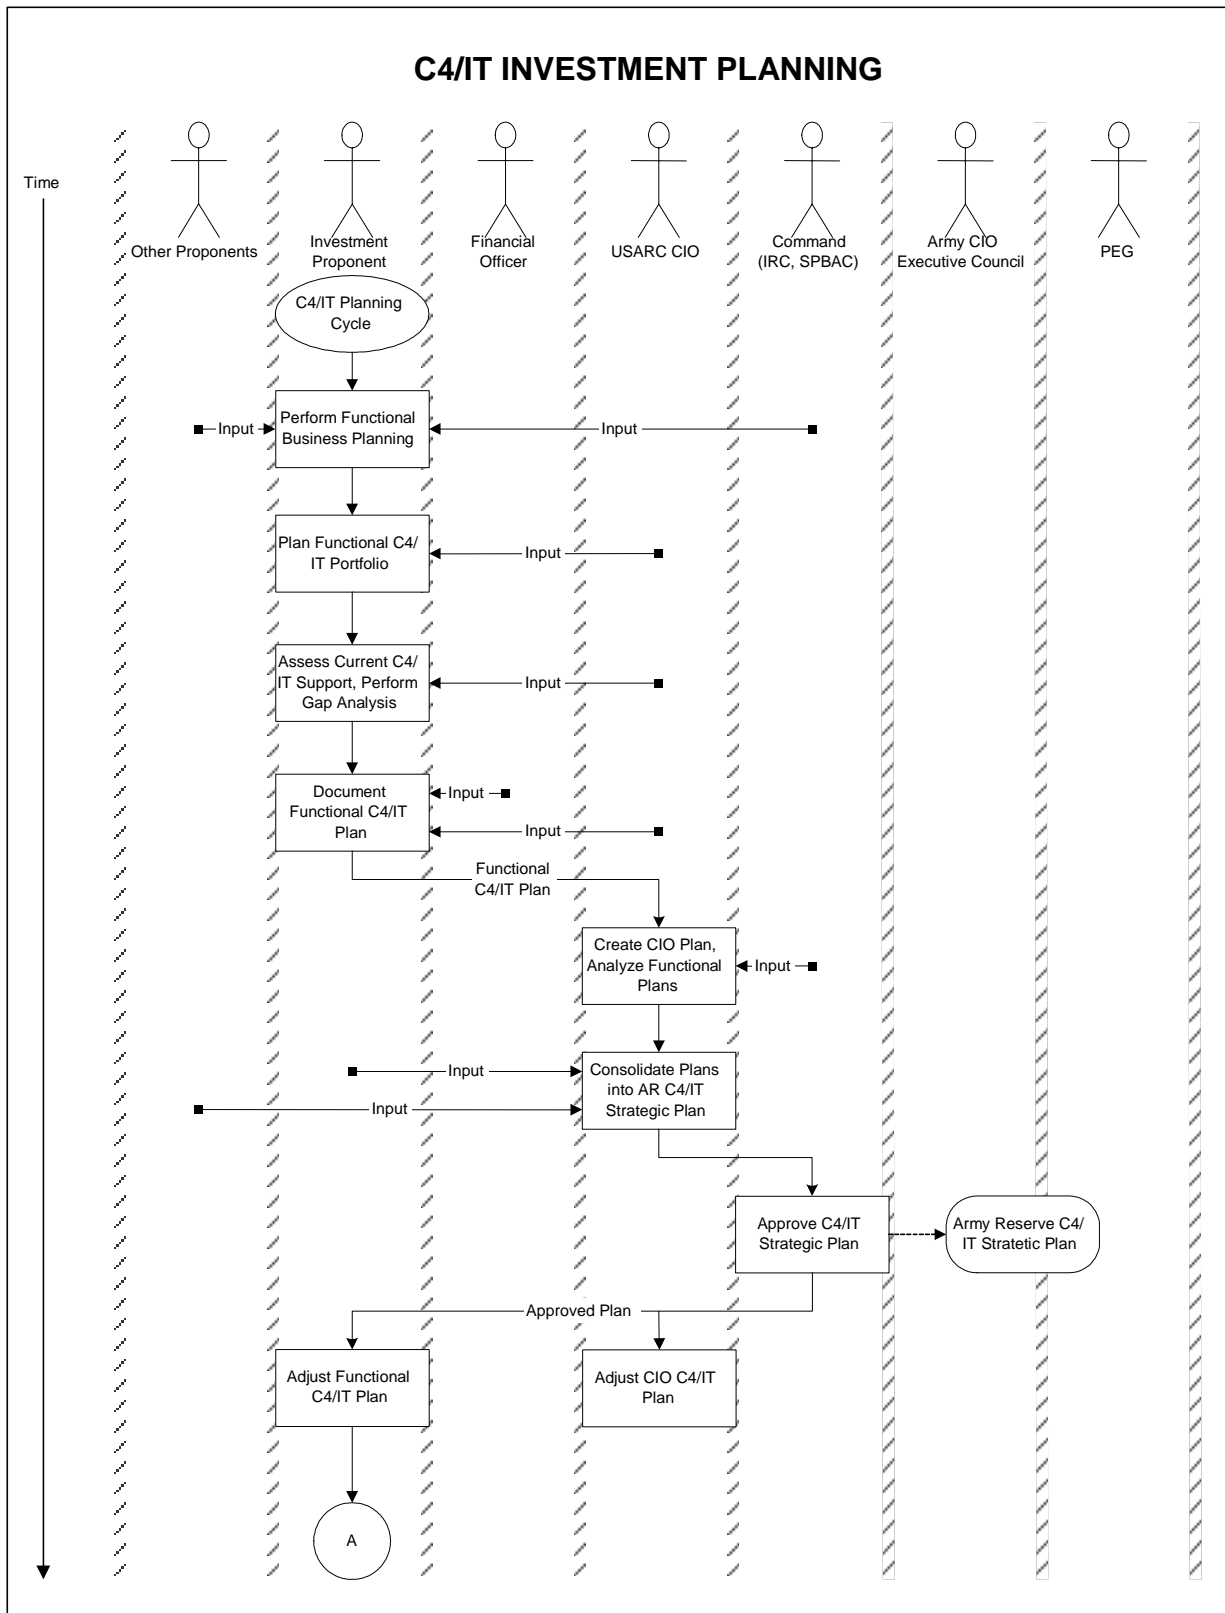 C4/IT INVESTMENT PLANNING
Time
Other Proponents
Investment
Proponent
Financial
Officer
USARC CIO
Command
(IRC, SPBAC)
Army CIO
Executive Council
PEG
C4/IT Planning
Cycle
Perform Functional
Business Planning
Input
Input
Plan Functional C4/
IT Portfolio
Input
Assess Current C4/
IT Support, Perform
Gap Analysis
Input
Document
Functional C4/IT
Plan
Input
Input
Functional
C4/IT Plan
Create CIO Plan,
Analyze Functional
Plans
Input
Consolidate Plans
into AR C4/IT
Strategic Plan
Input
Input
Approve C4/IT
Strategic Plan
Army Reserve C4/
IT Stratetic Plan
Approved Plan
Adjust Functional
C4/IT Plan
Adjust CIO C4/IT
Plan
A